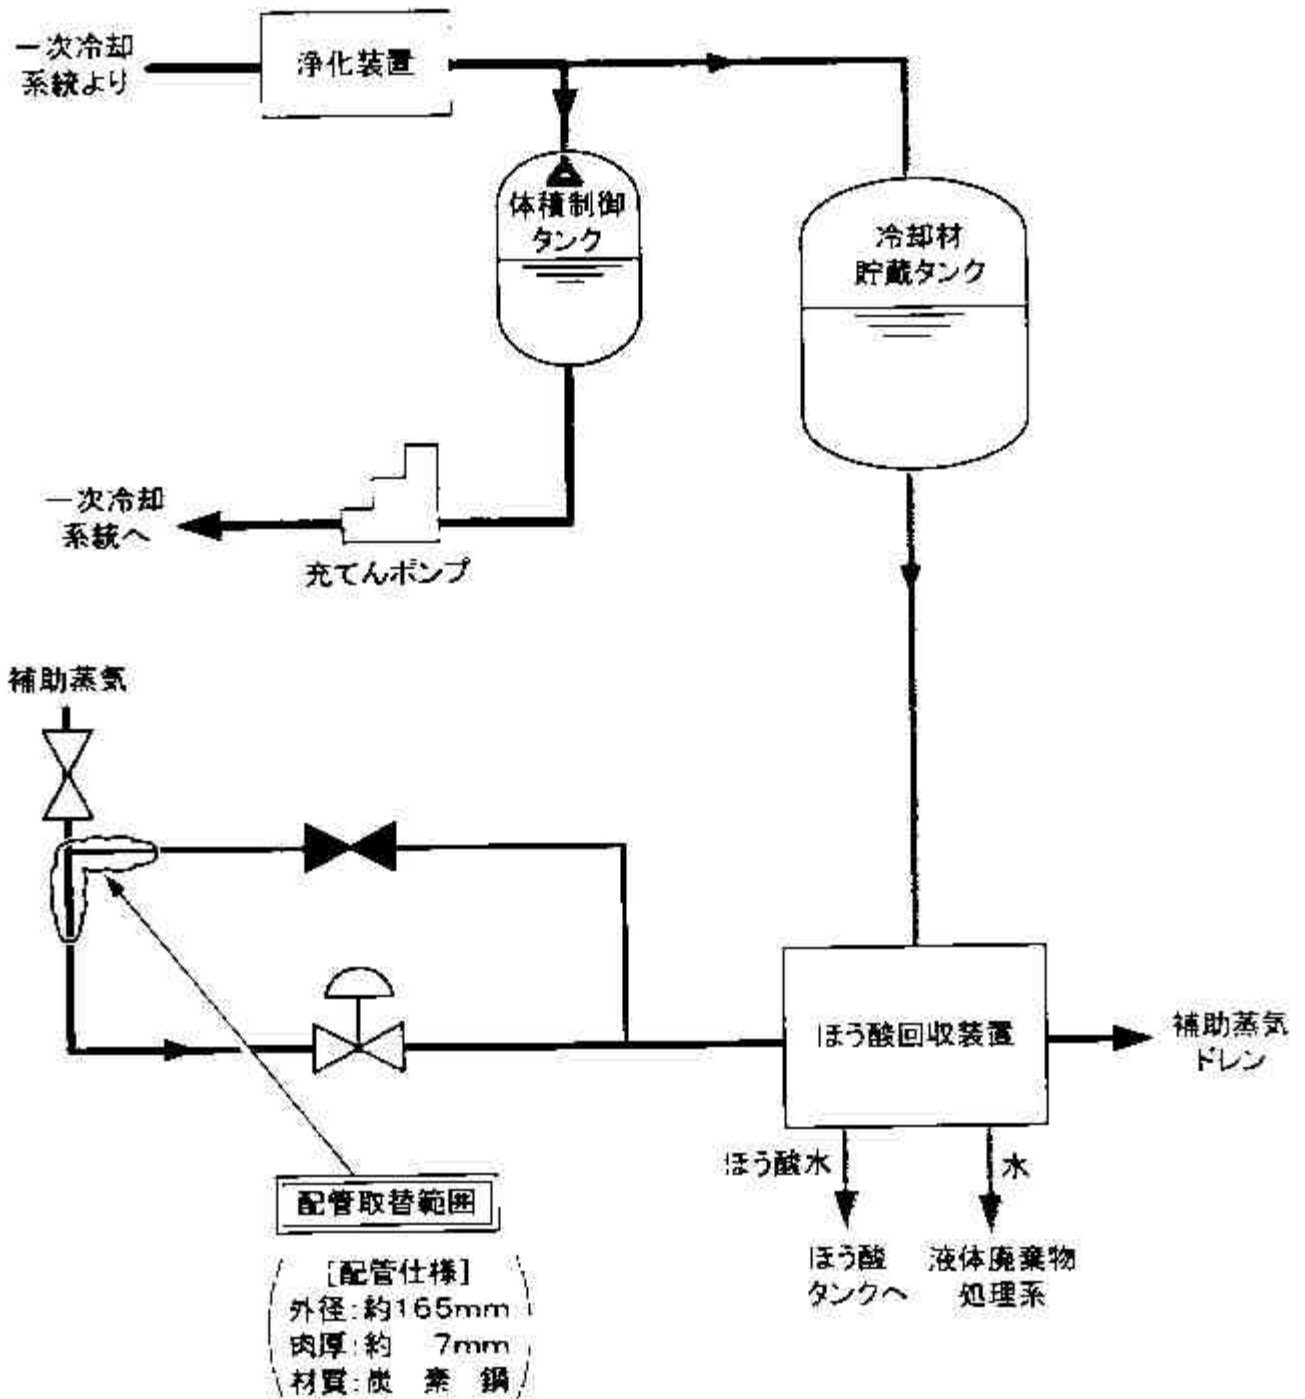 一次冷却
系統より
浄化装置
体積制御
タンク
冷却材
貯蔵タンク
一次冷却
系統へ
充てんポンプ
補助蒸気
ほう酸回収装置
補助蒸気
ドレン
ほう酸水
水
配管取替範囲
ほう酸
タンクへ
液体廃棄物
処理系
[配管仕様]
外径:約165mm
肉厚:約 7mm
材質:炭 素 鋼